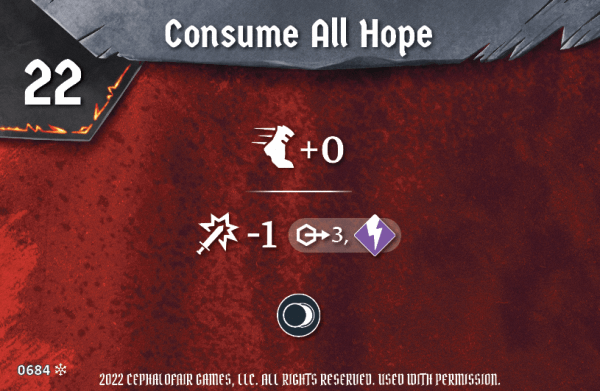 Consume All Hope
22
+0
-1 3,
0684
2022 CEPHALOFAIR GAMES, LLC. ALL RIGHTS RESERVED. USED WITH PERMISSION.